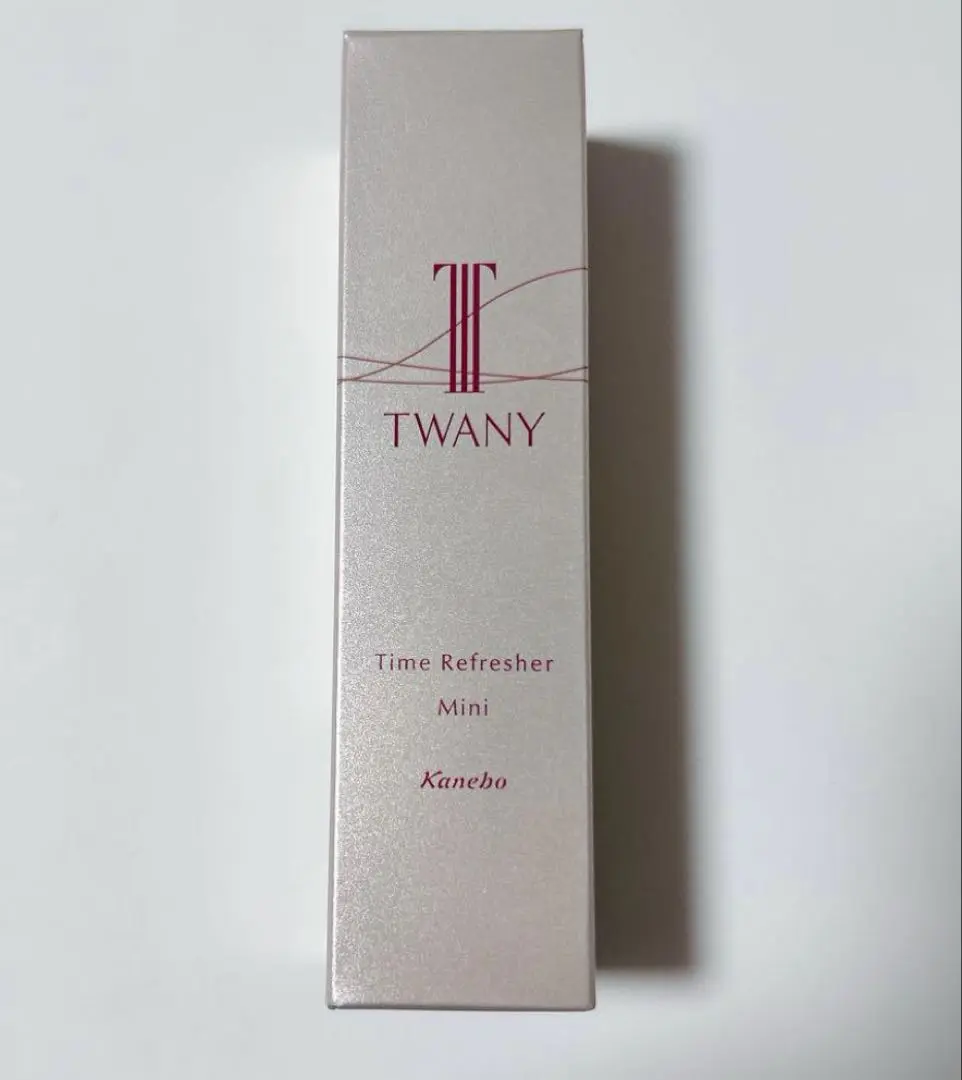 T
TWANY
Time Refresher
Mini
Kanebo